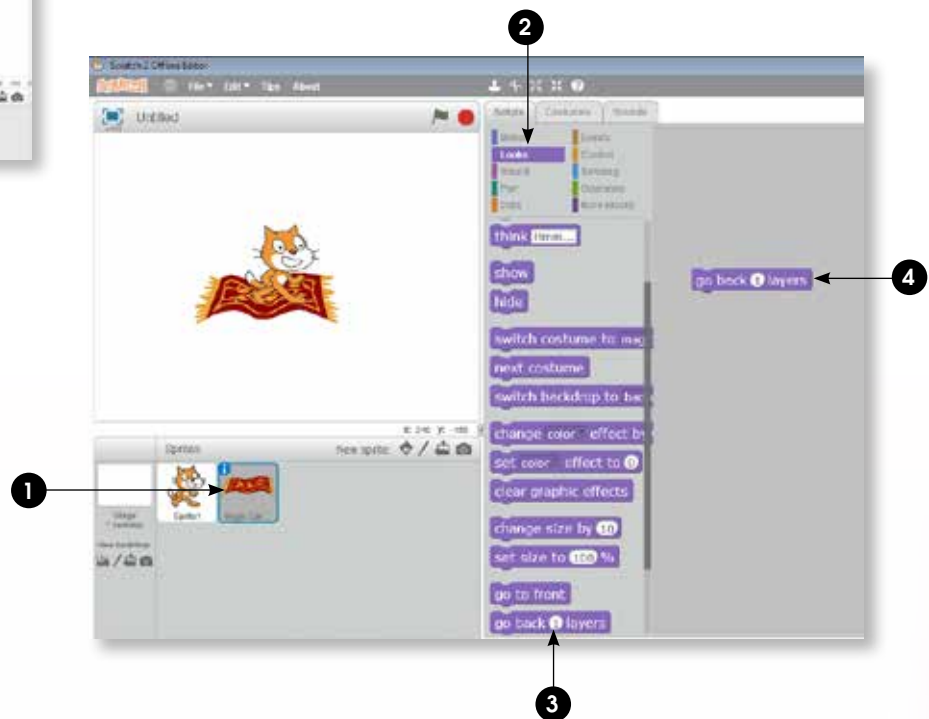 2
Scratch 2 Offline Editor
SCRATCH File Edit Tips About
Untitled
Scripts Costumes Sounds
Motion Events
Looks Control
Sound Sensing
Pen Operators
Data More Blocks
think
show
hide
switch costume to mag
next costume
switch backdrop to bac
change color effect by
set color effect to 0
clear graphic effects
change size by 10
set size to 100 %
go to front
go back 1 layers
go back 1 layers
4
Sprites New sprite:
1
Sprite1
Stage
New backdrop
3